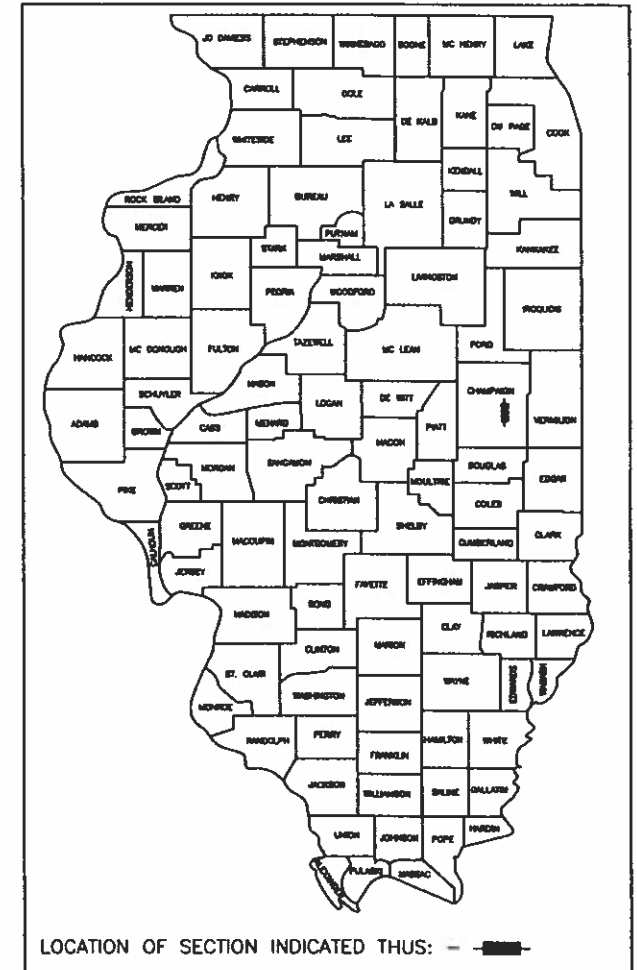 JO DAVIESS STEPHENSON WINNEBAGO BOONE MC HENRY LAKE
CARROLL OGLE DE KALB KANE DU PAGE COOK
WHITESIDE LEE
KENDALL WILL
ROCK ISLAND HENRY BUREAU LA SALLE GRUNDY
MERCER PUTNAM
STARK MARSHALL KANKAKEE
HENDERSON WARREN KNOX PEORIA WOODFORD LIVINGSTON IROQUOIS
HANCOCK MC DONOUGH FULTON TAZEWELL MC LEAN FORD
SCHUYLER MASON LOGAN DE WITT CHAMPAIGN
ADAMS BROWN CASS MENARD MACON PIATT VERMILION
PIKE SCOTT MORGAN SANGAMON CHRISTIAN MOULTRIE DOUGLAS EDGAR
COLES
CALHOUN GREENE MACOUPIN MONTGOMERY SHELBY CUMBERLAND CLARK
JERSEY FAYETTE EFFINGHAM JASPER CRAWFORD
MADISON BOND
CLAY RICHLAND LAWRENCE
CLINTON MARION
ST. CLAIR WASHINGTON JEFFERSON WAYNE EDWARDS WABASH
MONROE
RANDOLPH PERRY FRANKLIN HAMILTON WHITE
JACKSON WILLIAMSON SALINE GALLATIN
UNION JOHNSON POPE HARDIN
ALEXANDER PULASKI MASSAC
LOCATION OF SECTION INDICATED THUS: -